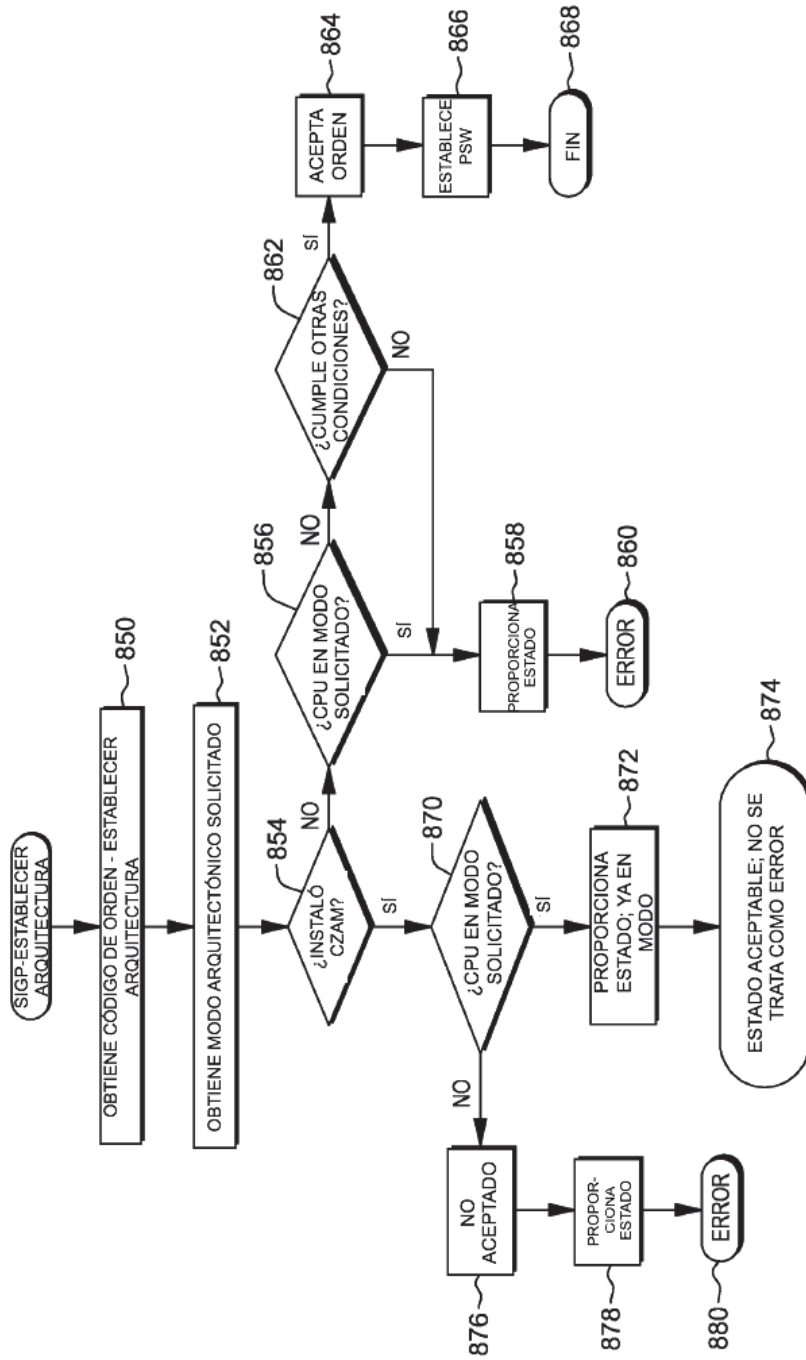 SIGP-ESTABLECER
ARQUITECTURA
850
OBTIENE CÓDIGO DE ORDEN - ESTABLECER
ARQUITECTURA
852
OBTIENE MODO ARQUITECTÓNICO SOLICITADO
854
¿INSTALÓ
CZAM?
NO
SÍ
856
¿CPU EN MODO
SOLICITADO?
NO
SÍ
862
¿CUMPLE OTRAS
CONDICIONES?
SÍ
NO
864
ACEPTA
ORDEN
866
ESTABLECE
PSW
868
FIN
858
PROPORCIONA
ESTADO
860
ERROR
870
¿CPU EN MODO
SOLICITADO?
SÍ
NO
872
PROPORCIONA
ESTADO; YA EN
MODO
874
ESTADO ACEPTABLE; NO SE
TRATA COMO ERROR
NO
ACEPTADO
876
PROPOR-
CIONA
ESTADO
878
ERROR
880